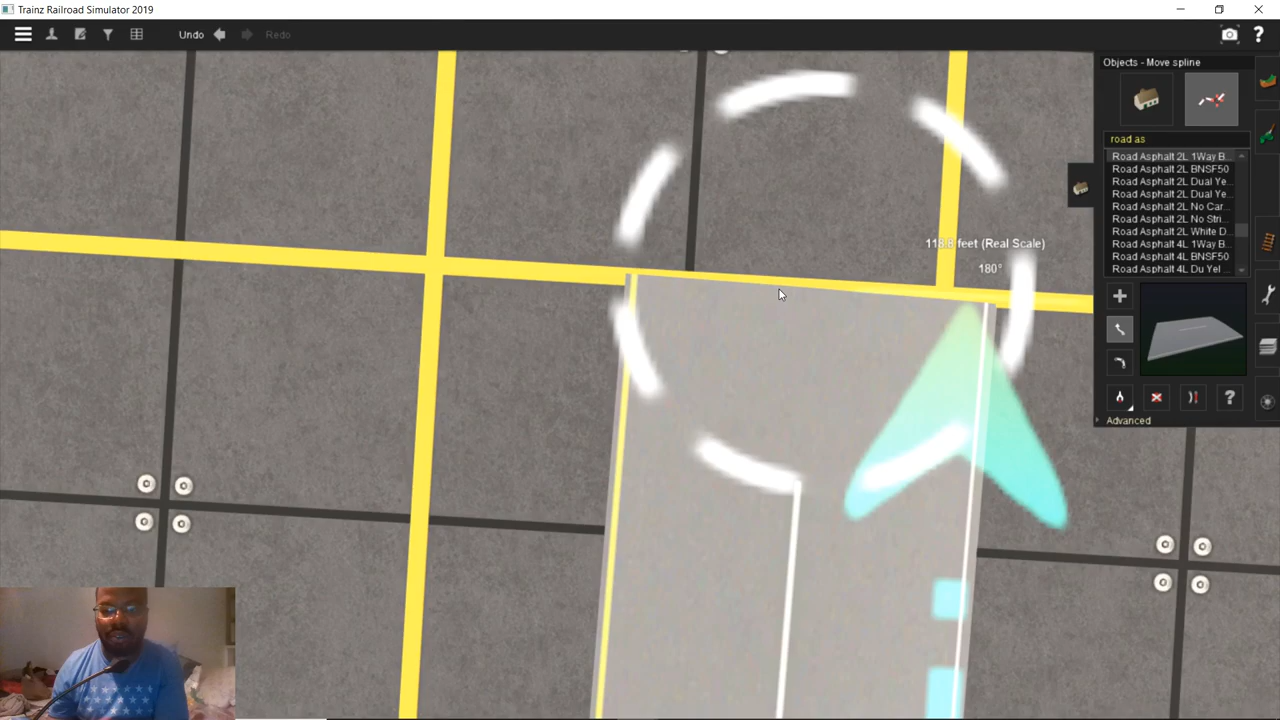 Trainz Railroad Simulator 2019
Undo
Redo
Objects - Move spline
road as
Road Asphalt 2L 1Way B...
Road Asphalt 2L BNSF50
Road Asphalt 2L Dual Ye...
Road Asphalt 2L Dual Ye...
Road Asphalt 2L No Car...
Road Asphalt 2L No Stri...
Road Asphalt 2L White D...
Road Asphalt 4L 1Way B...
Road Asphalt 4L BNSF50
Road Asphalt 4L Du Yel ...
118.8 feet (Real Scale)
180°
Advanced